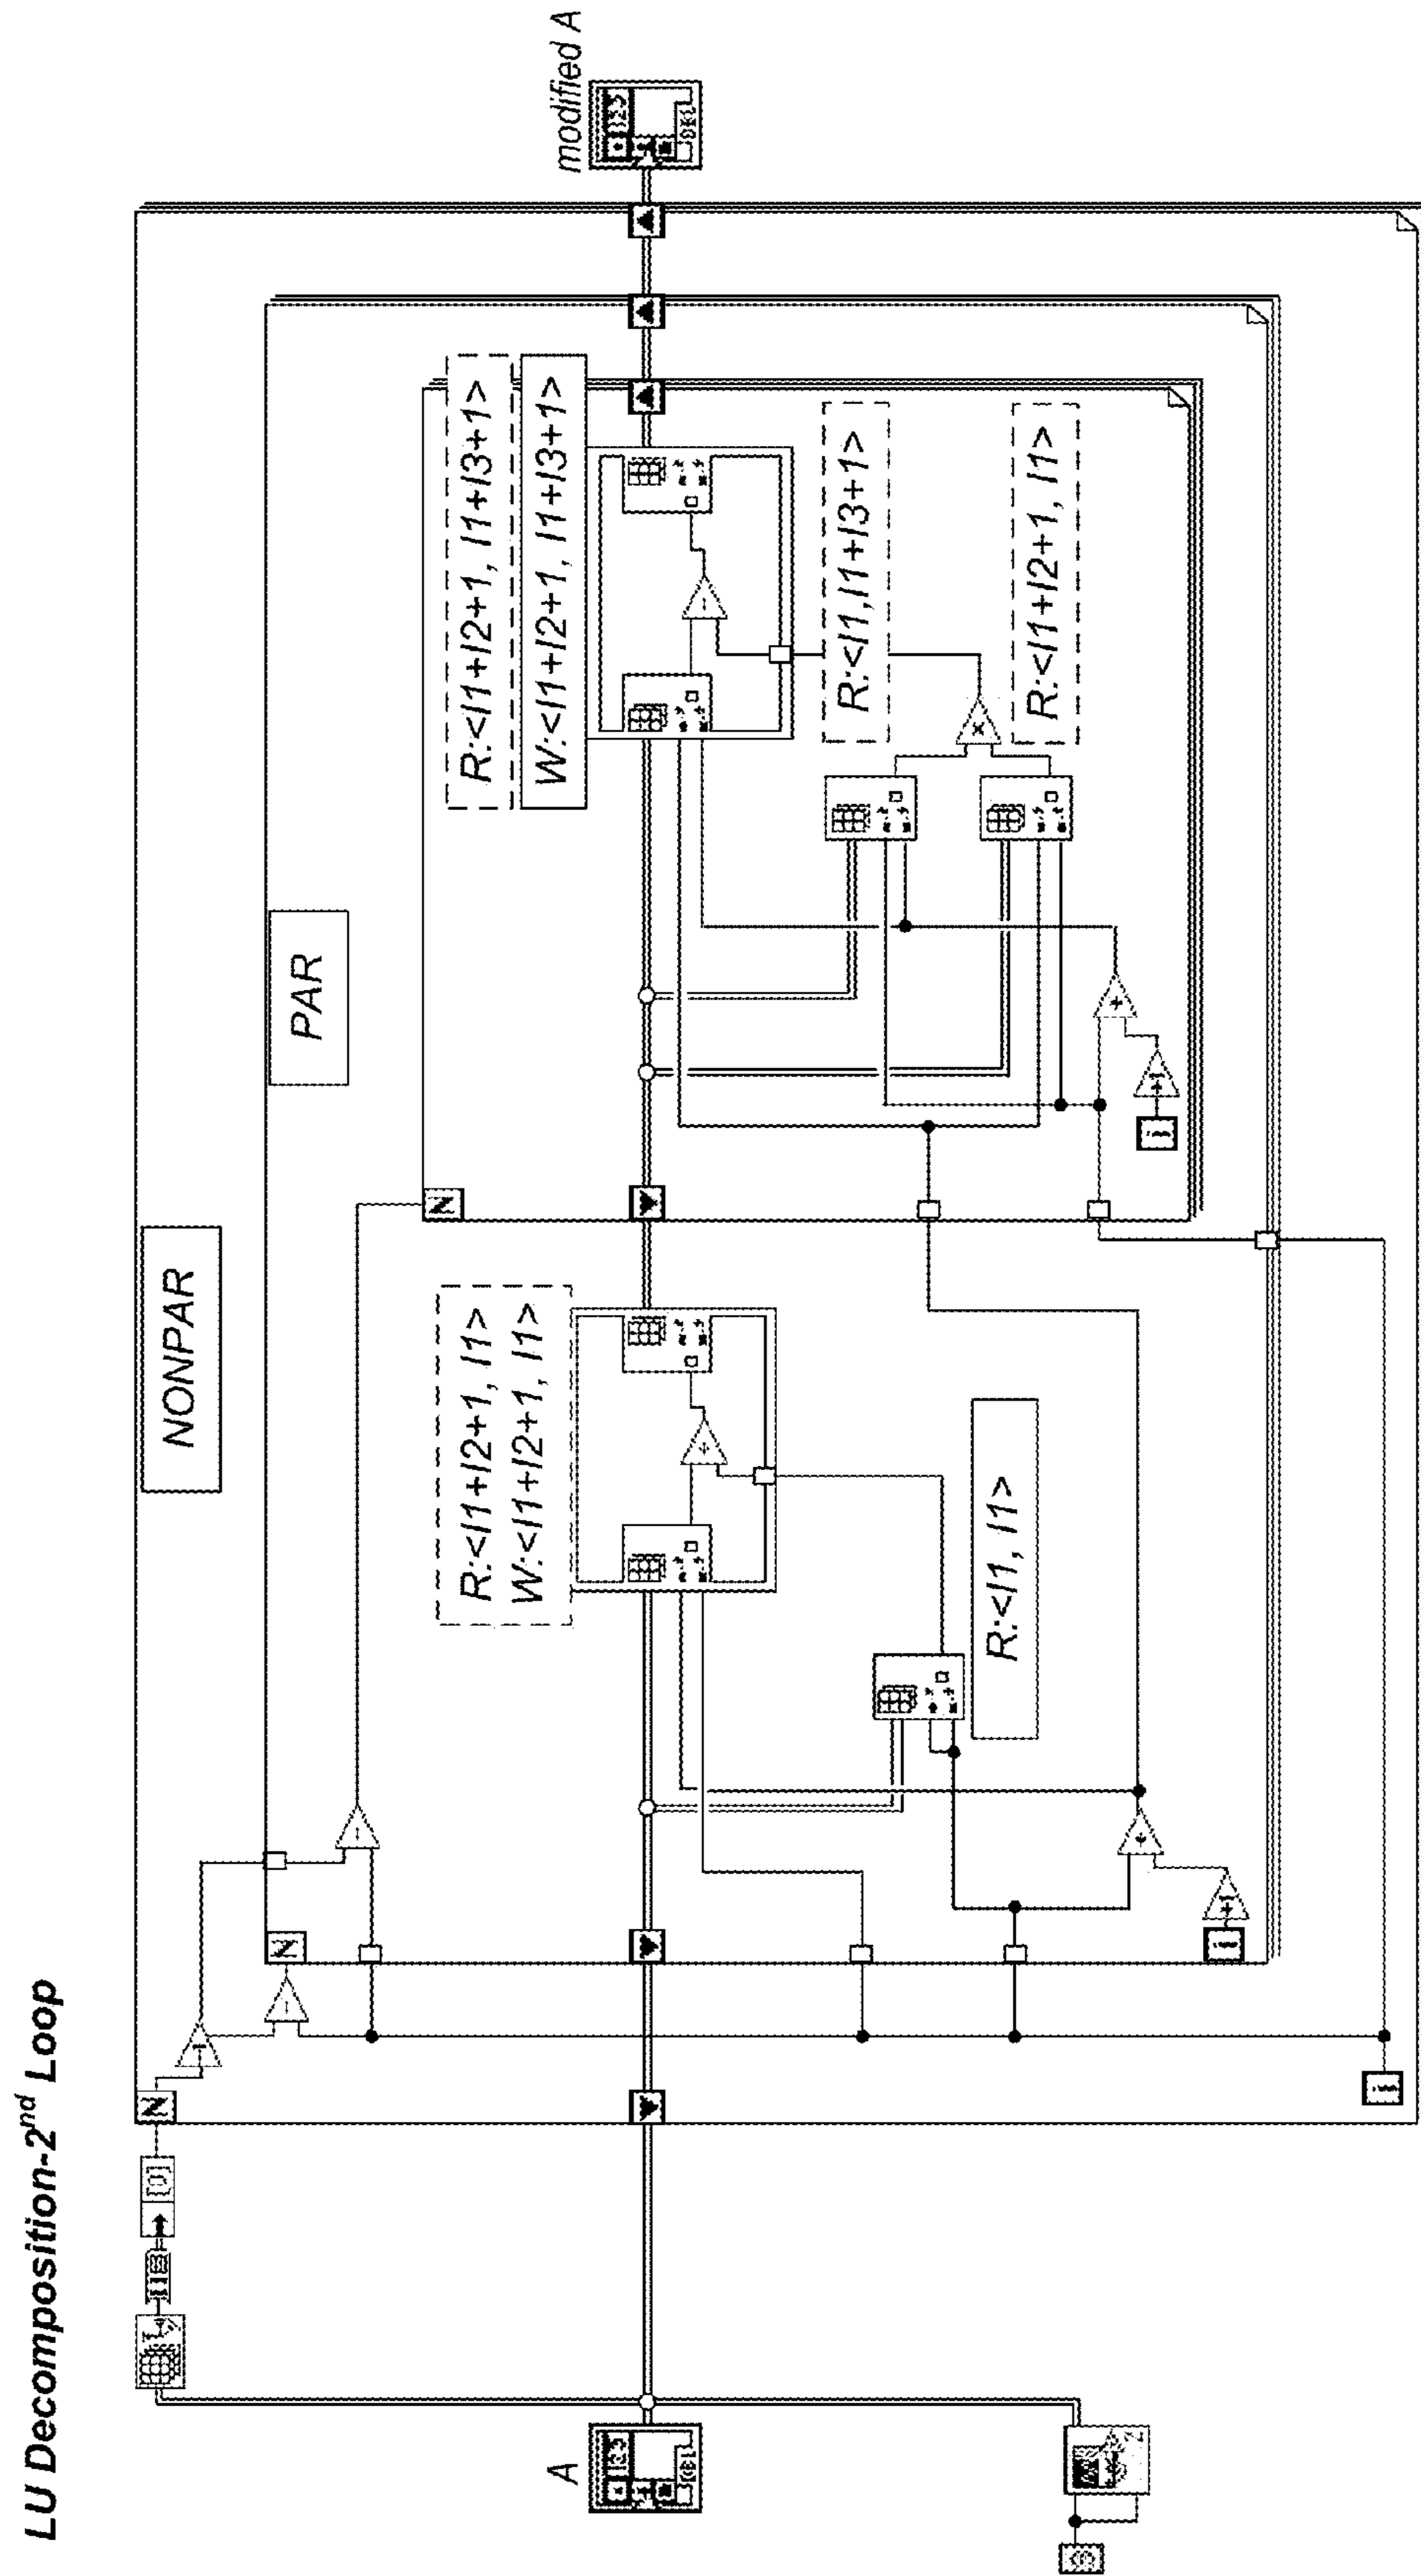 LU Decomposition-2nd Loop
NONPAR
PAR
N
N
N
A
R:<I1+I2+1, I1>
W:<I1+I2+1, I1>
R:<I1, I1>
R:<I1+I2+1, I1+I3+1>
W:<I1+I2+1, I1+I3+1>
R:<I1,I1+I3+1>
R:<I1+I2+1, I1>
modified A